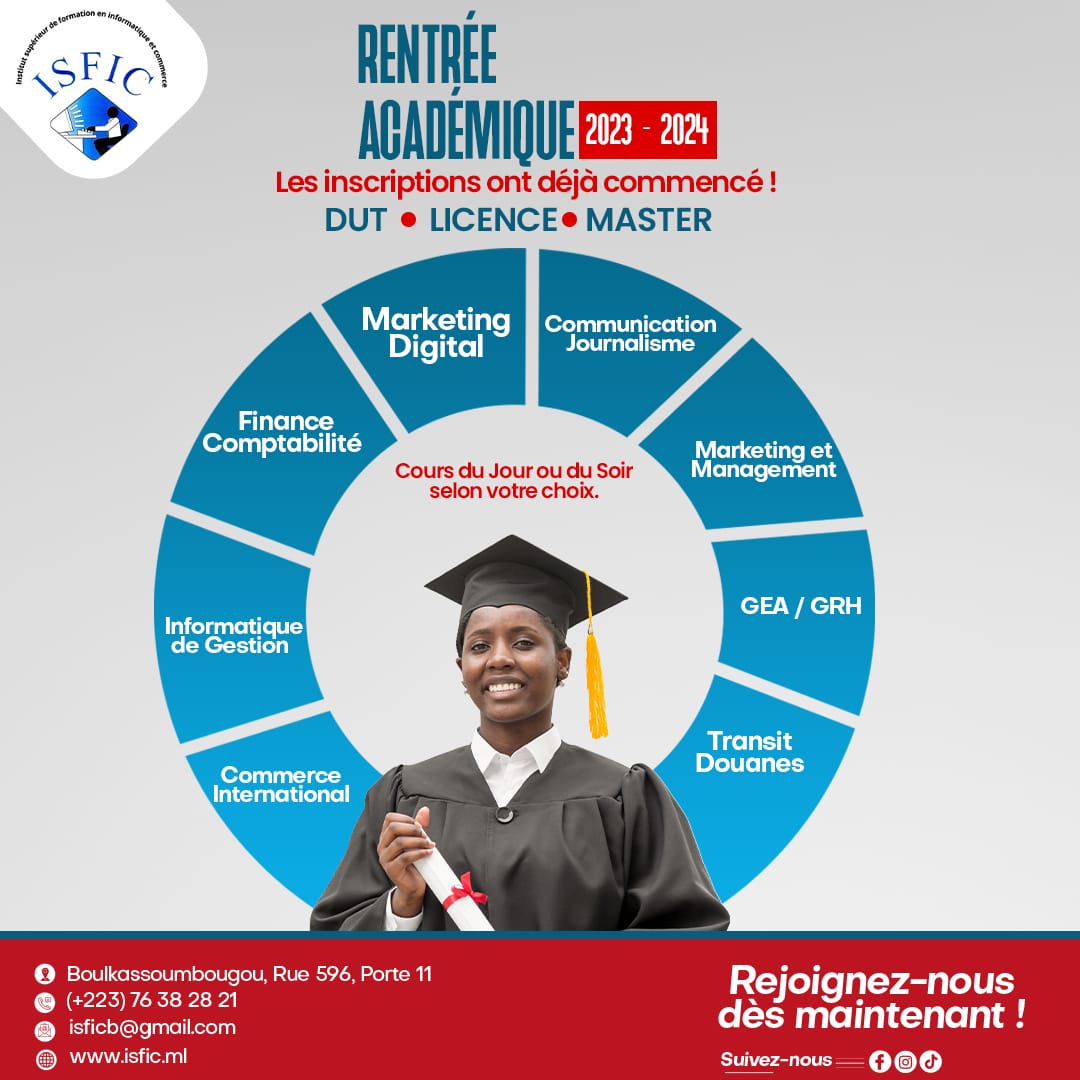 Institut supérieur de formation en informatique et commerce
ISFIC
RENTRÉE
ACADÉMIQUE 2023 - 2024
Les inscriptions ont déjà commencé !
DUT • LICENCE • MASTER
Marketing
Digital
Communication
Journalisme
Finance
Comptabilité
Marketing et
Management
Cours du Jour ou du Soir
selon votre choix.
Informatique
de Gestion
GEA / GRH
Commerce
International
Transit
Douanes
Boulkassoumbougou, Rue 596, Porte 11
(+223) 76 38 28 21
isficb@gmail.com
www.isfic.ml
Rejoignez-nous
dès maintenant !
Suivez-nous